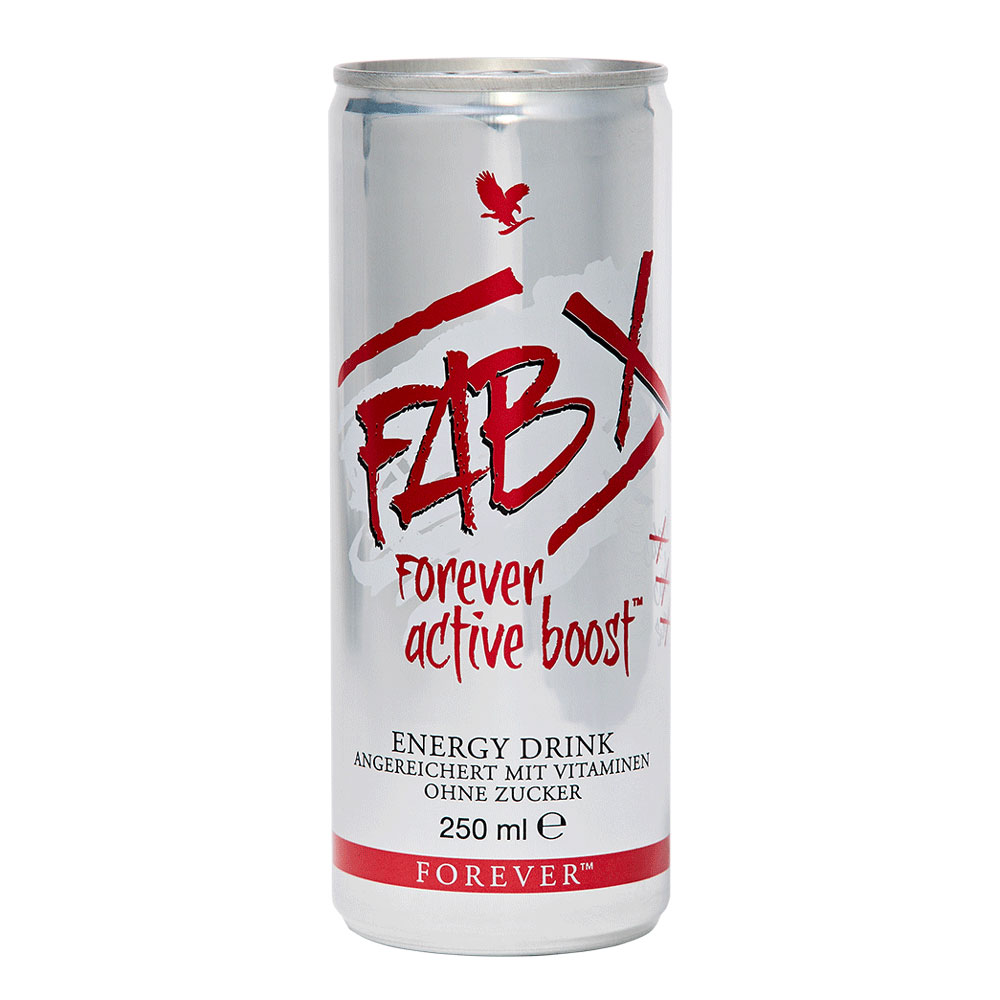 FAB X
Forever
active boost™
ENERGY DRINK
ANGEREICHERT MIT VITAMINEN
OHNE ZUCKER
250 ml ℮
FOREVER™